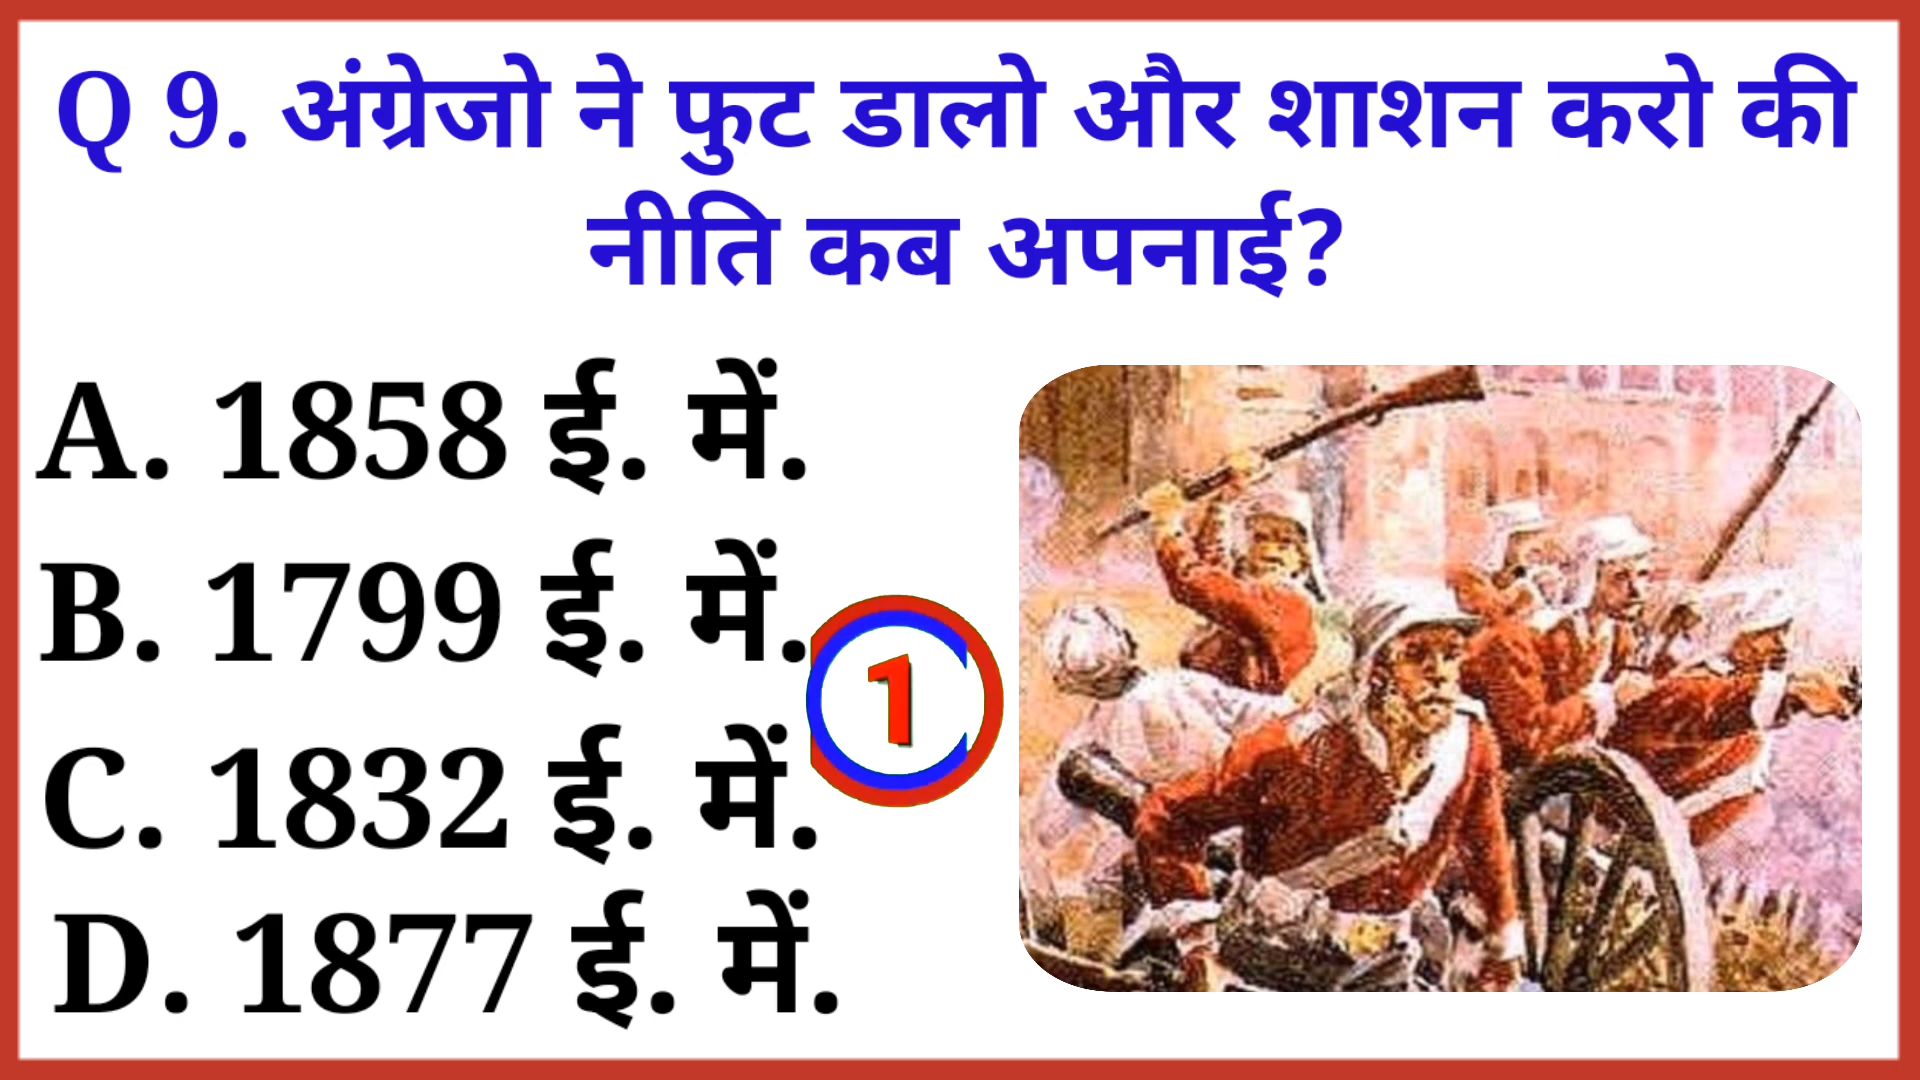 Q 9. अंग्रेजो ने फुट डालो और शाशन करो की
नीति कब अपनाई?
A. 1858 ई. में.
B. 1799 ई. में.
1
C. 1832 ई. में.
D. 1877 ई. में.